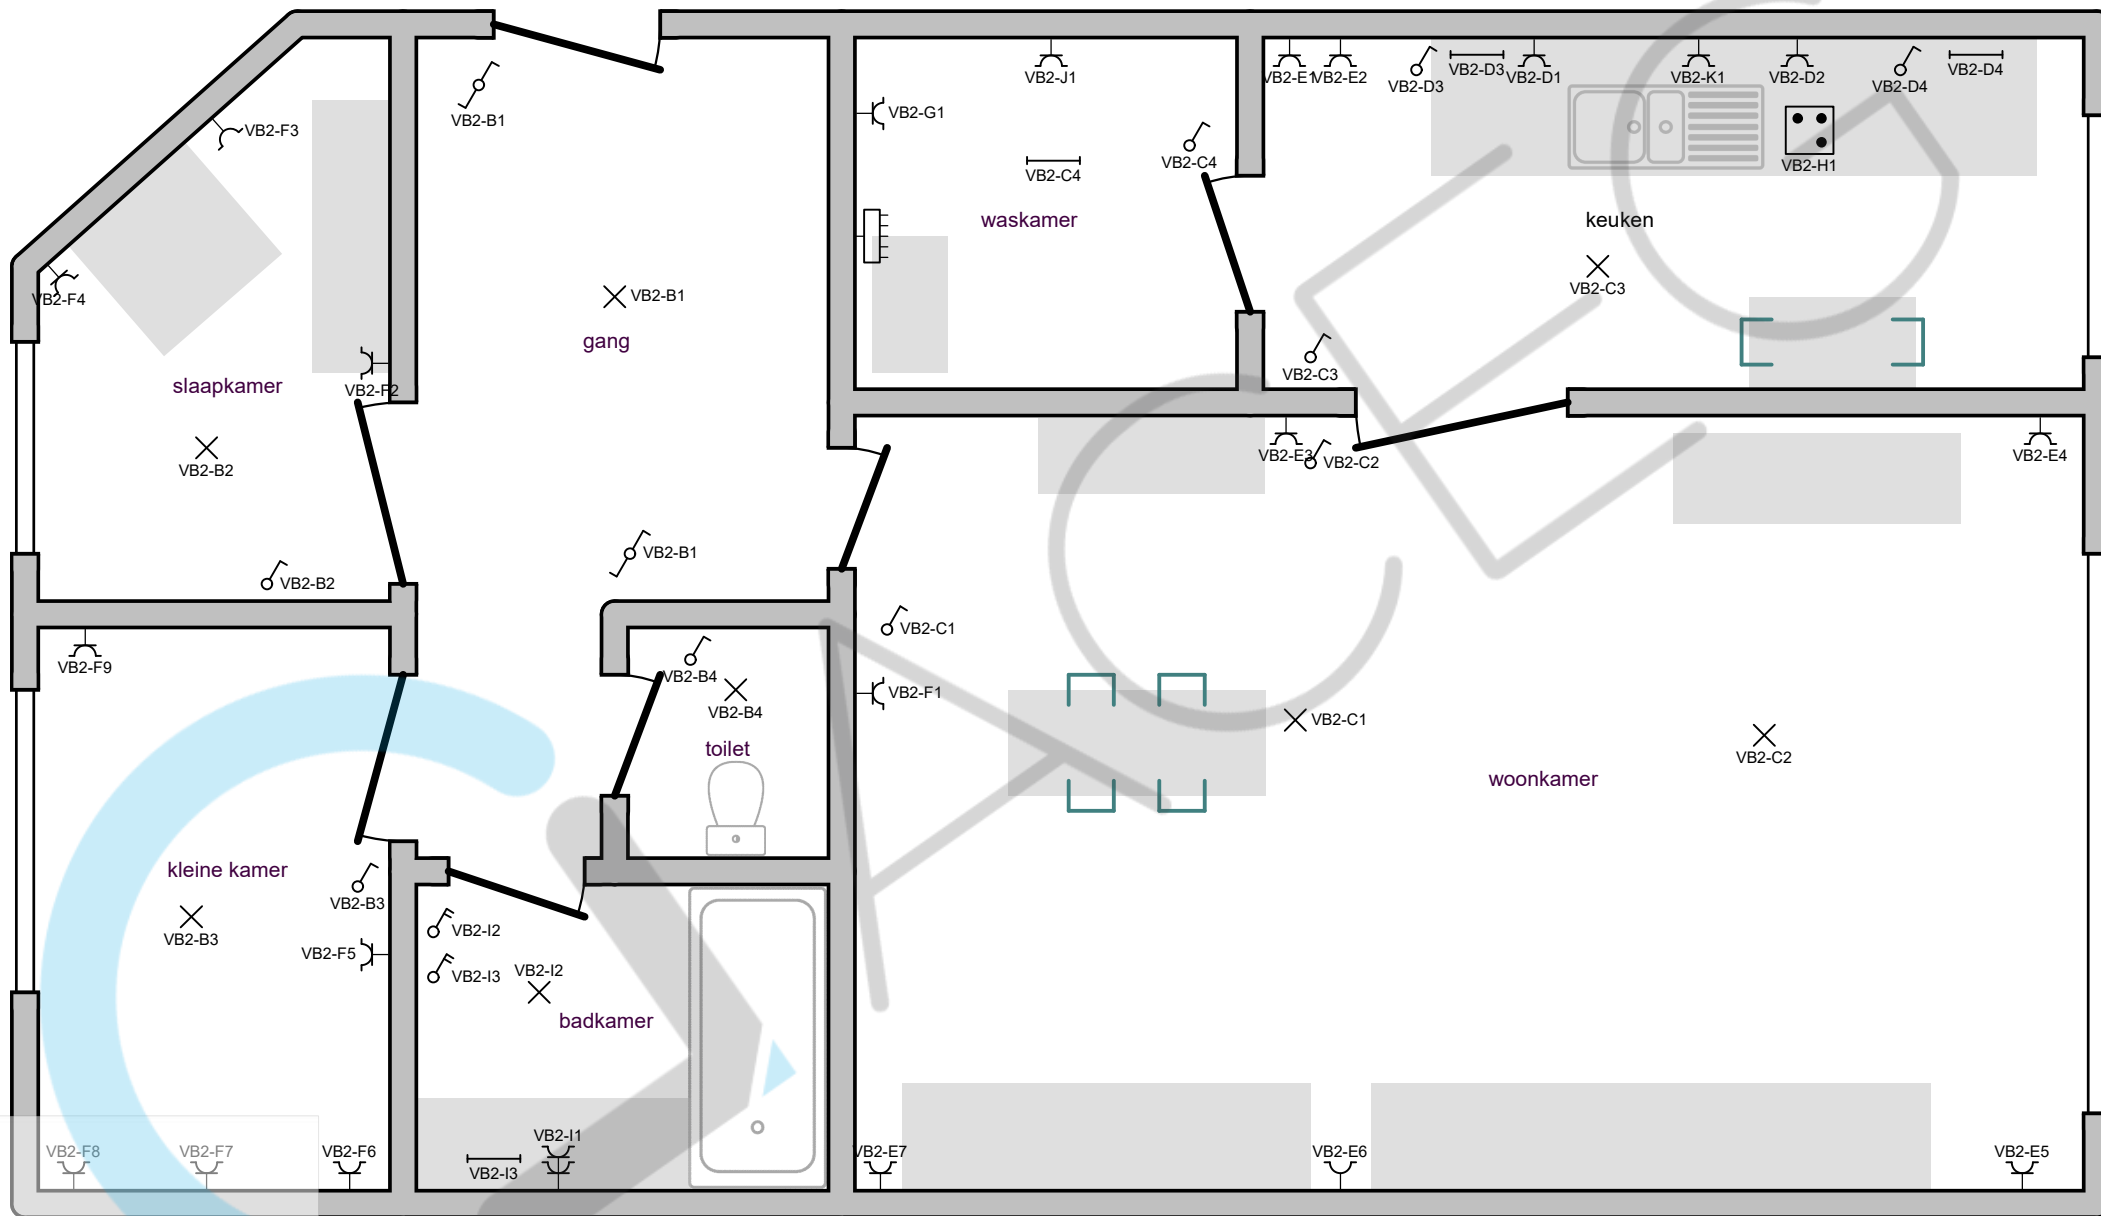 VB2-J1
VB2-E1
VB2-E2
VB2-D3
VB2-D3
VB2-D1
VB2-K1
VB2-D2
VB2-D4
VB2-D4
VB2-B1
VB2-G1
VB2-F3
VB2-C4
VB2-C4
VB2-H1
waskamer
keuken
VB2-F4
VB2-B1
VB2-C3
gang
slaapkamer
VB2-F2
VB2-C3
VB2-B2
VB2-E3
VB2-C2
VB2-E4
VB2-B1
VB2-B2
VB2-C1
VB2-F9
VB2-B4
VB2-B4
VB2-F1
VB2-C1
toilet
VB2-C2
woonkamer
kleine kamer
VB2-B3
VB2-B3
VB2-I2
VB2-F5
VB2-I3
VB2-I2
badkamer
VB2-F8
VB2-F7
VB2-F6
VB2-I3
VB2-I1
VB2-E7
VB2-E6
VB2-E5